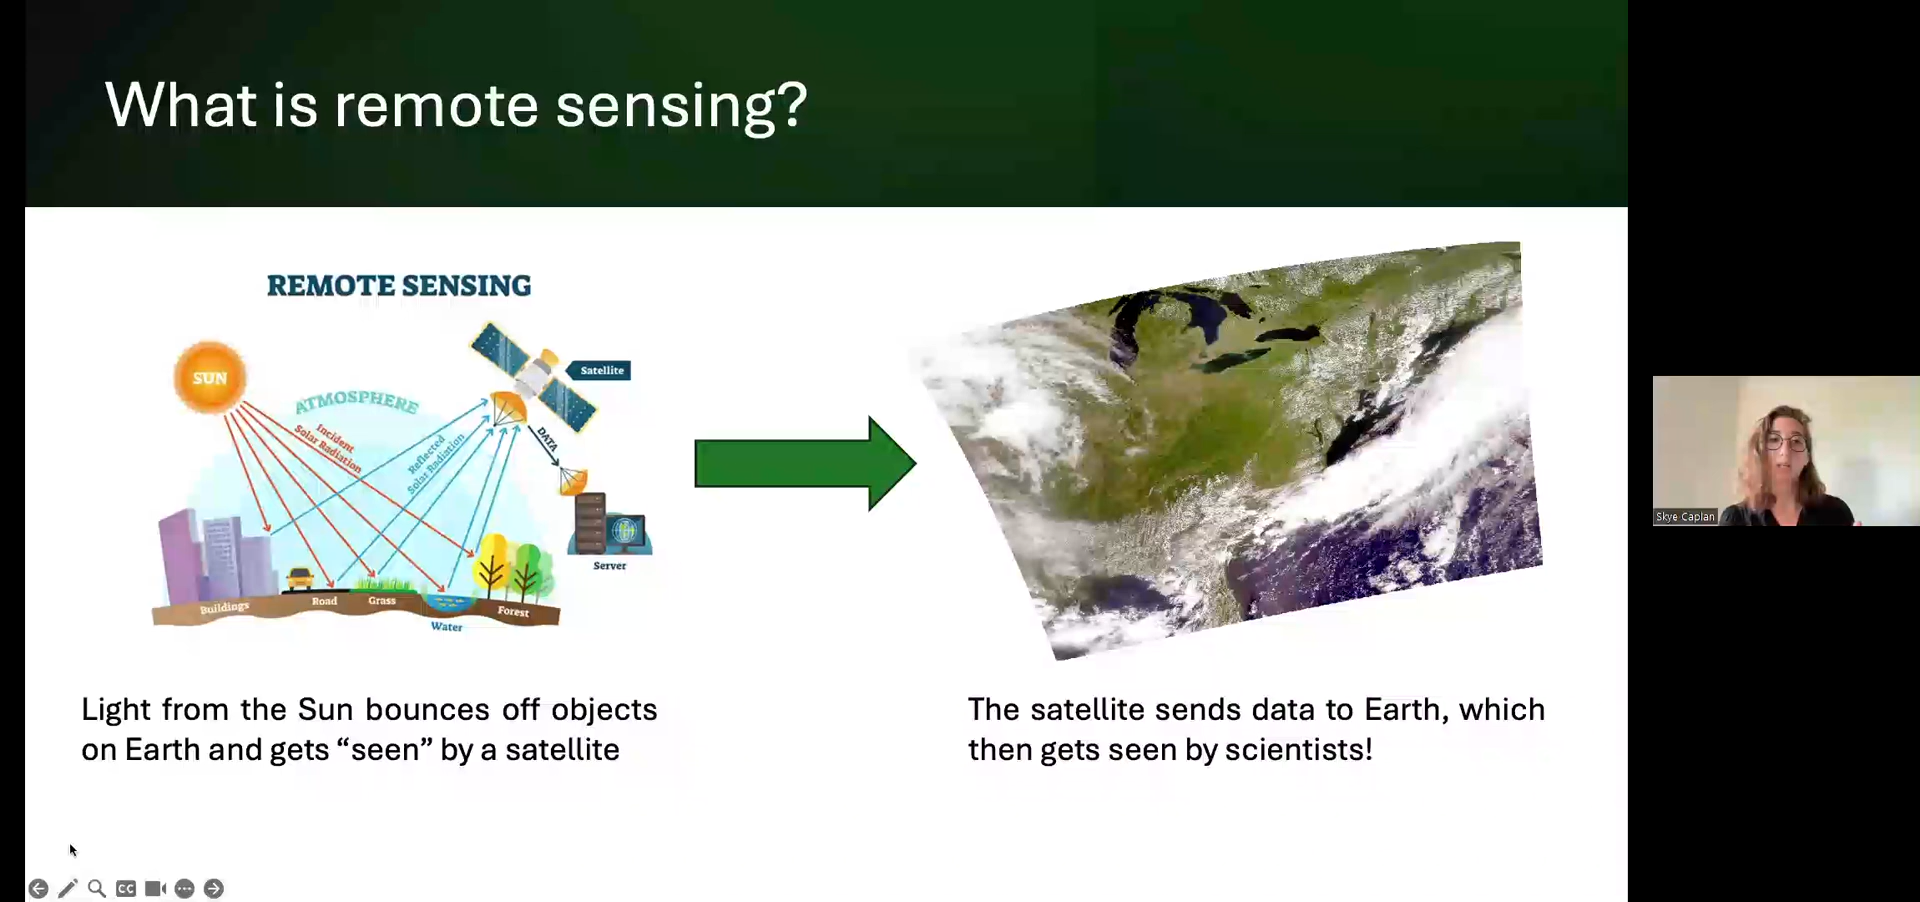 What is remote sensing?
REMOTE SENSING
SUN
Satellite
ATMOSPHERE
Incident
Solar Radiation
Reflected
Solar Radiation
DATA
Server
Buildings
Road
Grass
Water
Forest
Light from the Sun bounces off objects
on Earth and gets “seen” by a satellite
The satellite sends data to Earth, which
then gets seen by scientists!
Skye Caplan
CC